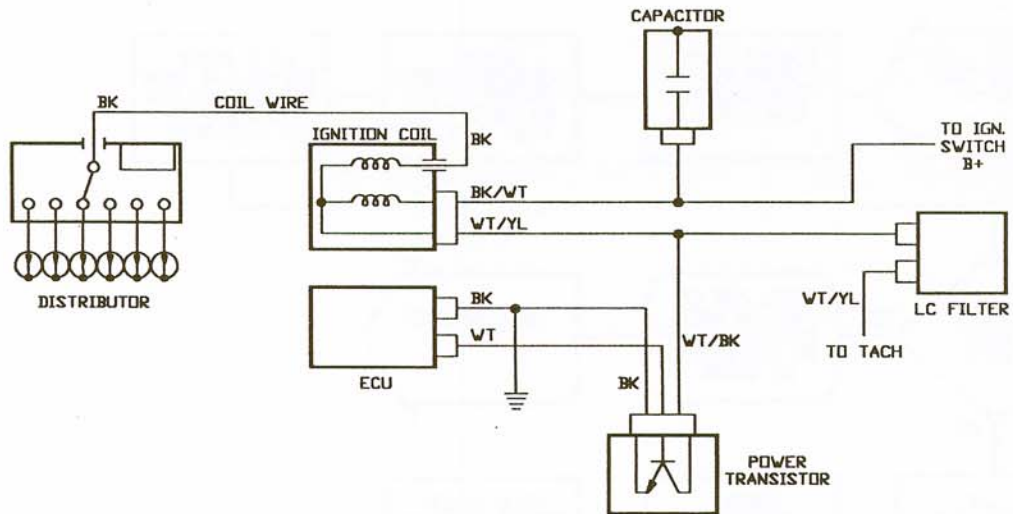 CAPACITOR
BK
COIL WIRE
IGNITION COIL
BK
TO IGN.
SWITCH
B+
BK/WT
WT/YL
DISTRIBUTOR
BK
WT
ECU
WT/BK
BK
WT/YL
LC FILTER
TO TACH
POWER
TRANSISTOR